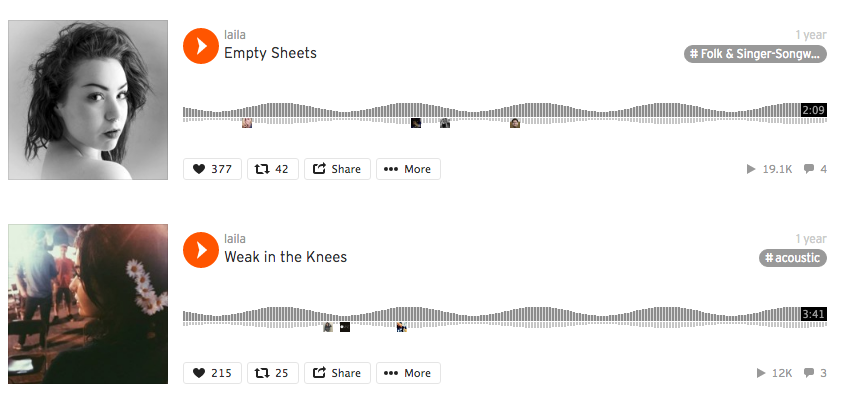 laila
1 year
Empty Sheets
# Folk & Singer-Songw...
2:09
377
42
Share
More
19.1K
4
laila
1 year
Weak in the Knees
# acoustic
3:41
215
25
Share
More
12K
3